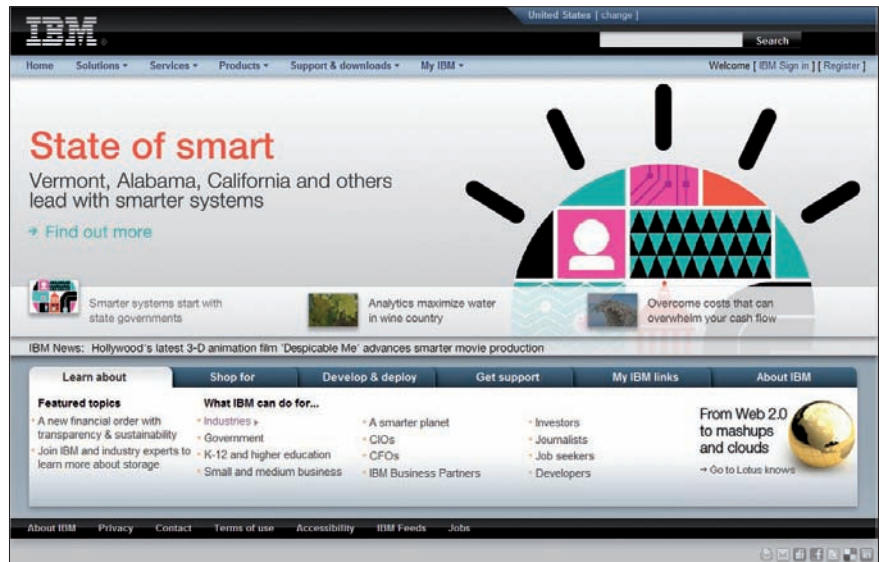 United States [ change ]
IBM®
Search
Home Solutions Services Products Support & downloads My IBM
Welcome [ IBM Sign in ] [ Register ]
State of smart
Vermont, Alabama, California and others
lead with smarter systems
→ Find out more
Smarter systems start with
state governments
Analytics maximize water
in wine country
Overcome costs that can
overwhelm your cash flow
IBM News: Hollywood's latest 3-D animation film 'Despicable Me' advances smarter movie production
Learn about Shop for Develop & deploy Get support My IBM links About IBM
Featured topics
A new financial order with
transparency & sustainability
Join IBM and industry experts to
learn more about storage
What IBM can do for...
Industries
Government
K-12 and higher education
Small and medium business
A smarter planet
CIOs
CFOs
IBM Business Partners
Investors
Journalists
Job seekers
Developers
From Web 2.0
to mashups
and clouds
→ Go to Lotus knows
About IBM Privacy Contact Terms of use Accessibility IBM Feeds Jobs